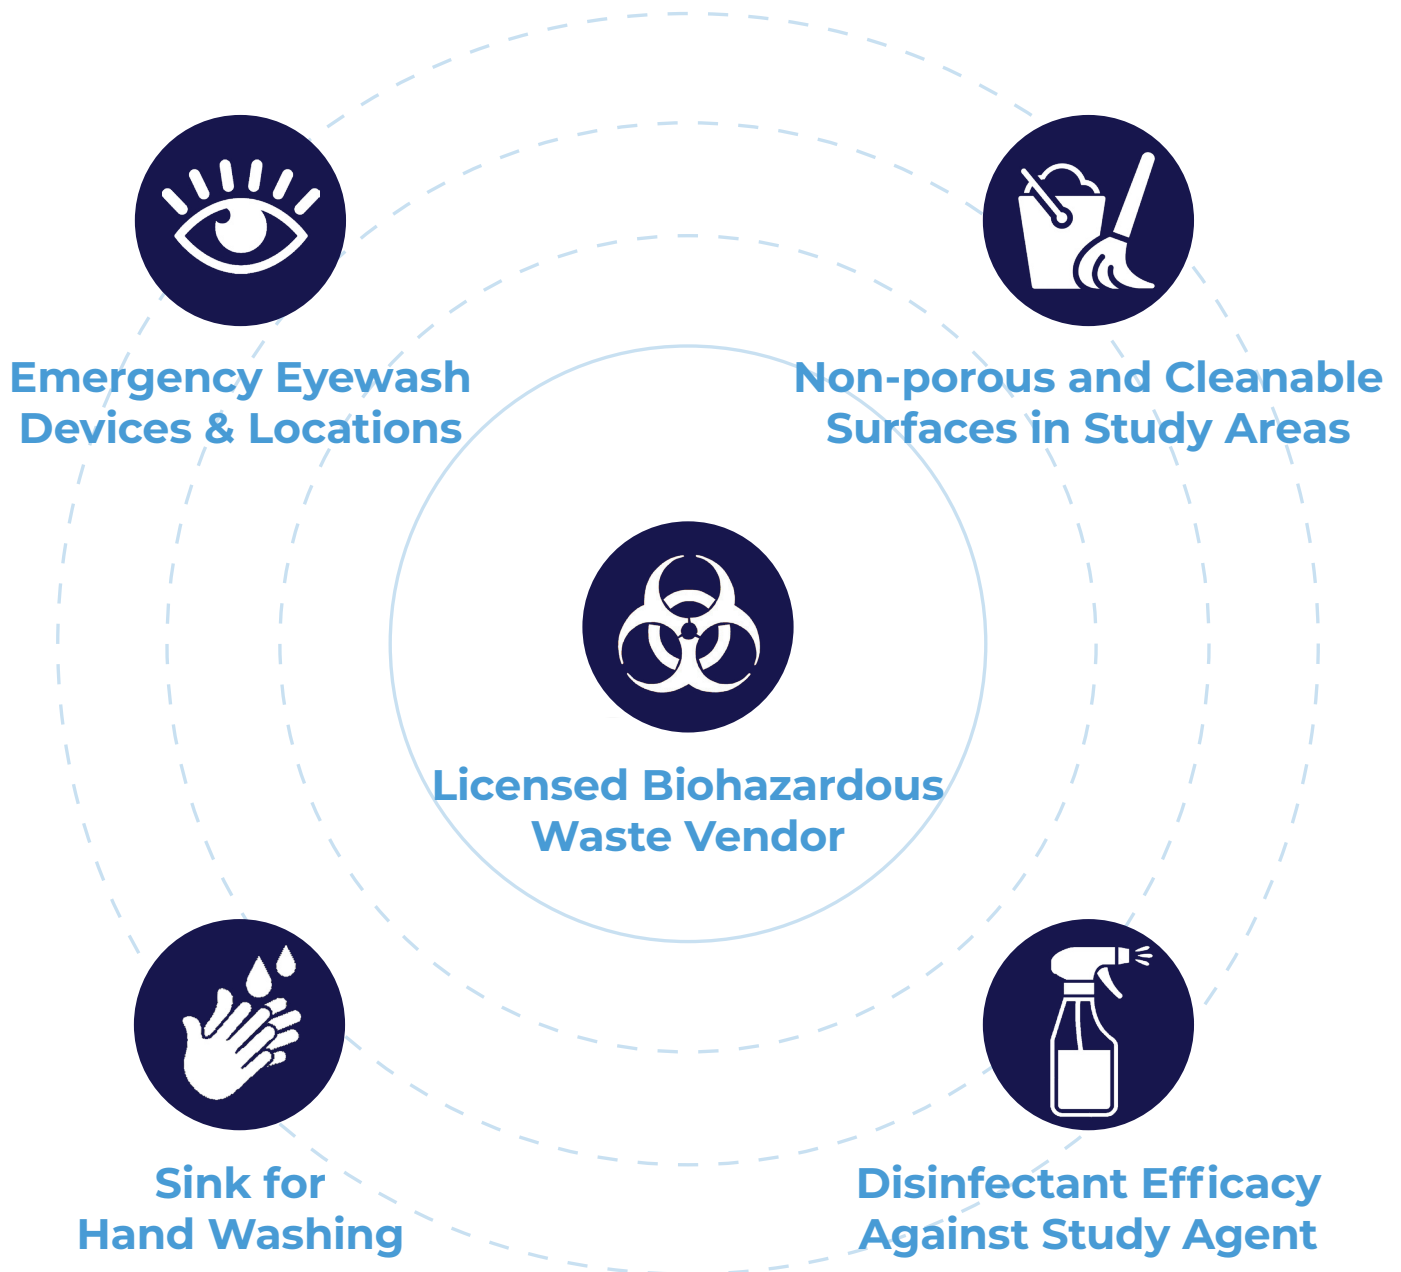 Emergency Eyewash
Devices & Locations
Non-porous and Cleanable
Surfaces in Study Areas
Licensed Biohazardous
Waste Vendor
Sink for
Hand Washing
Disinfectant Efficacy
Against Study Agent